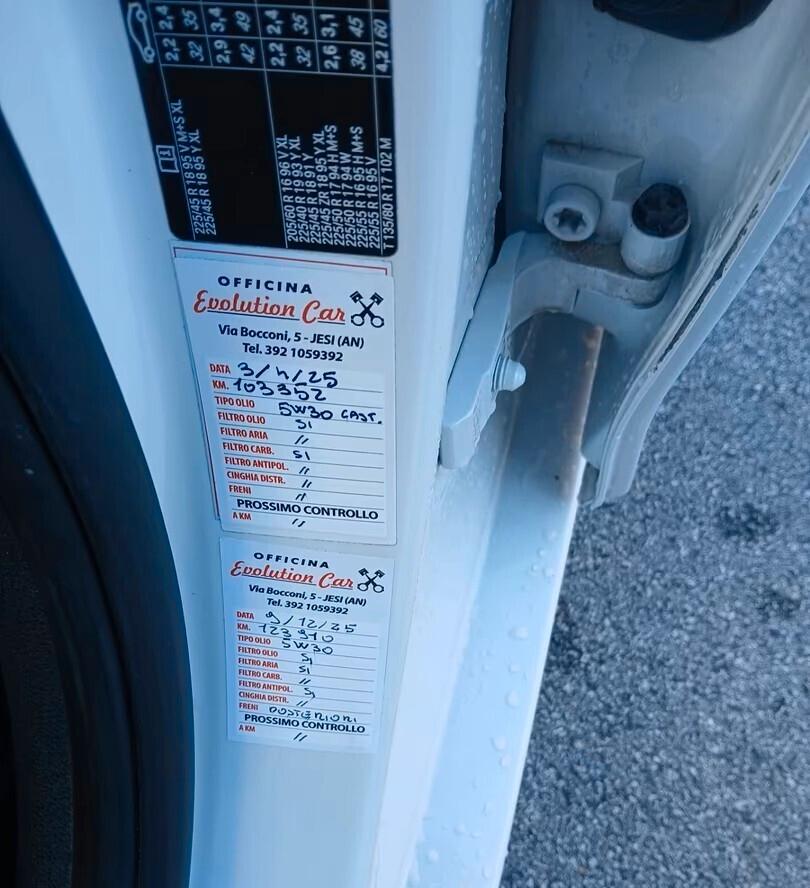 2,2 2,4
32 35
2,9 3,4
42 49
2,2 2,4
32 35
2,6 3,1
38 45
4,2 / 60
225/45 R 18 95 V M+S XL
225/45 R 18 95 Y XL
205/60 R 16 96 V XL
225/40 R 19 93 Y XL
225/45 R 18 91 Y
225/45 ZR 18 95 Y XL
225/50 R 17 94 H M+S
225/50 R 17 94 W
225/55 R 16 95 H M+S
225/55 R 16 95 V
T 135/80 R 17 102 M
OFFICINA
Evolution Car
Via Bocconi, 5 - JESI (AN)
Tel. 392 1059392
DATA 3/4/25
KM. 103352
TIPO OLIO 5W30 CAST.
FILTRO OLIO SI
FILTRO ARIA //
FILTRO CARB. SI
FILTRO ANTIPOL. //
CINGHIA DISTR. //
FRENI //
PROSSIMO CONTROLLO
A KM //
OFFICINA
Evolution Car
Via Bocconi, 5 - JESI (AN)
Tel. 392 1059392
DATA 9/12/25
KM. 123910
TIPO OLIO 5W30
FILTRO OLIO SI
FILTRO ARIA SI
FILTRO CARB. //
FILTRO ANTIPOL. SI
CINGHIA DISTR. //
FRENI POSTERIORI
PROSSIMO CONTROLLO
A KM //